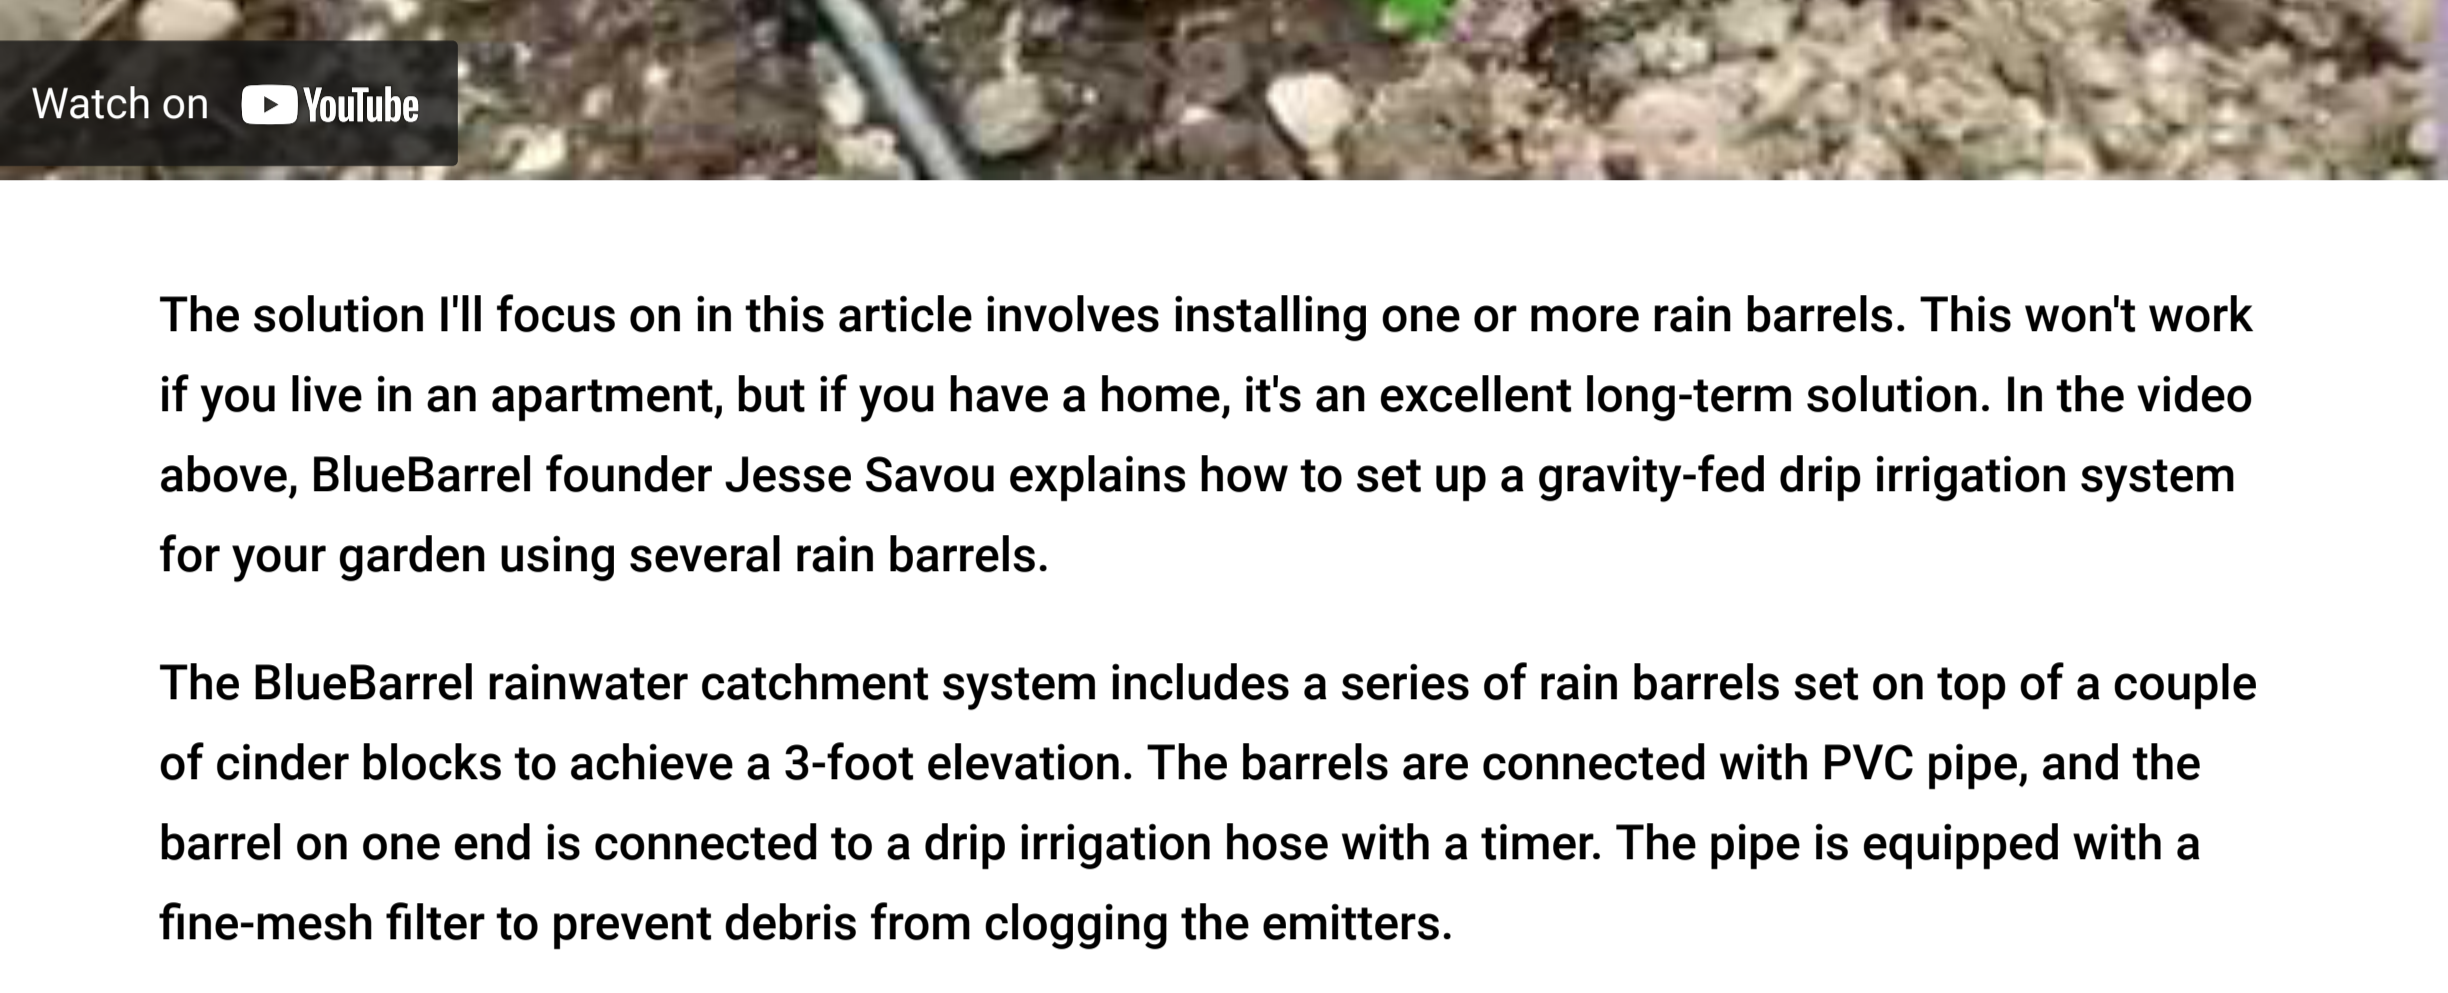 Watch on YouTube
The solution I'll focus on in this article involves installing one or more rain barrels. This won't work
if you live in an apartment, but if you have a home, it's an excellent long-term solution. In the video
above, BlueBarrel founder Jesse Savou explains how to set up a gravity-fed drip irrigation system
for your garden using several rain barrels.
The BlueBarrel rainwater catchment system includes a series of rain barrels set on top of a couple
of cinder blocks to achieve a 3-foot elevation. The barrels are connected with PVC pipe, and the
barrel on one end is connected to a drip irrigation hose with a timer. The pipe is equipped with a
fine-mesh filter to prevent debris from clogging the emitters.